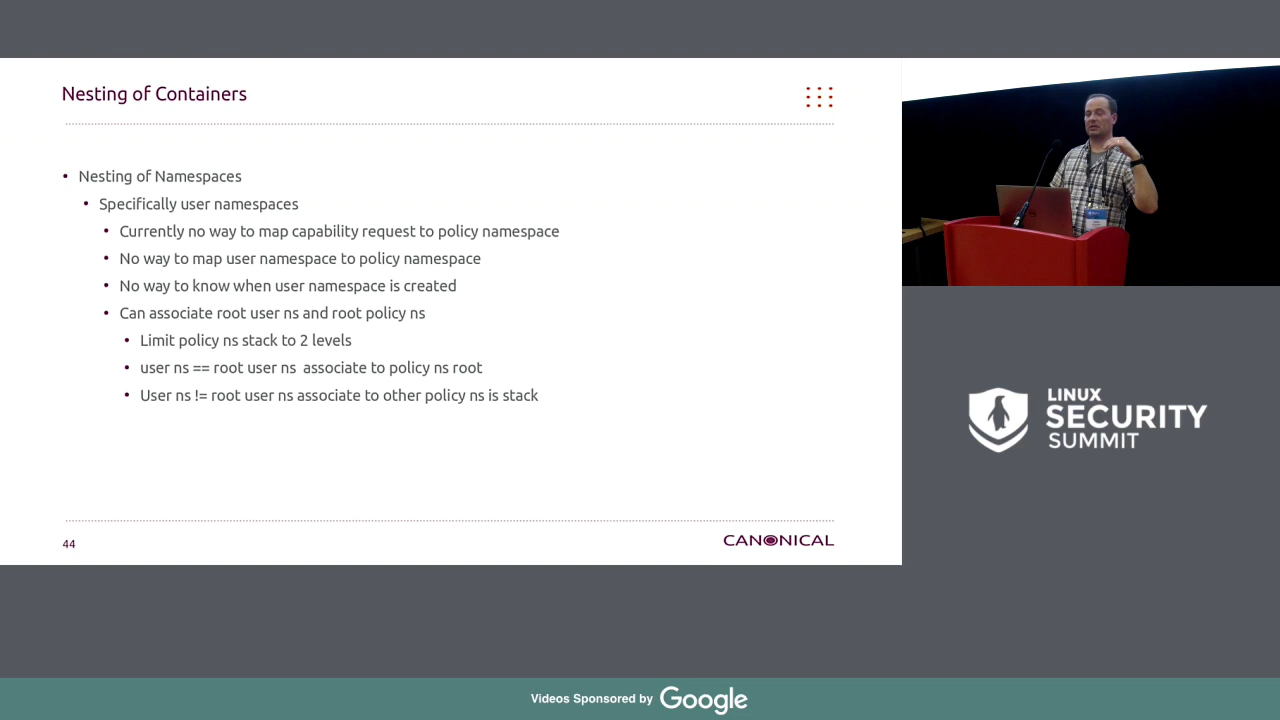 Nesting of Containers
• Nesting of Namespaces
• Specifically user namespaces
• Currently no way to map capability request to policy namespace
• No way to map user namespace to policy namespace
• No way to know when user namespace is created
• Can associate root user ns and root policy ns
• Limit policy ns stack to 2 levels
• user ns == root user ns  associate to policy ns root
• User ns != root user ns associate to other policy ns is stack
44
CANONICAL
LINUX
SECURITY
SUMMIT
Videos Sponsored by Google